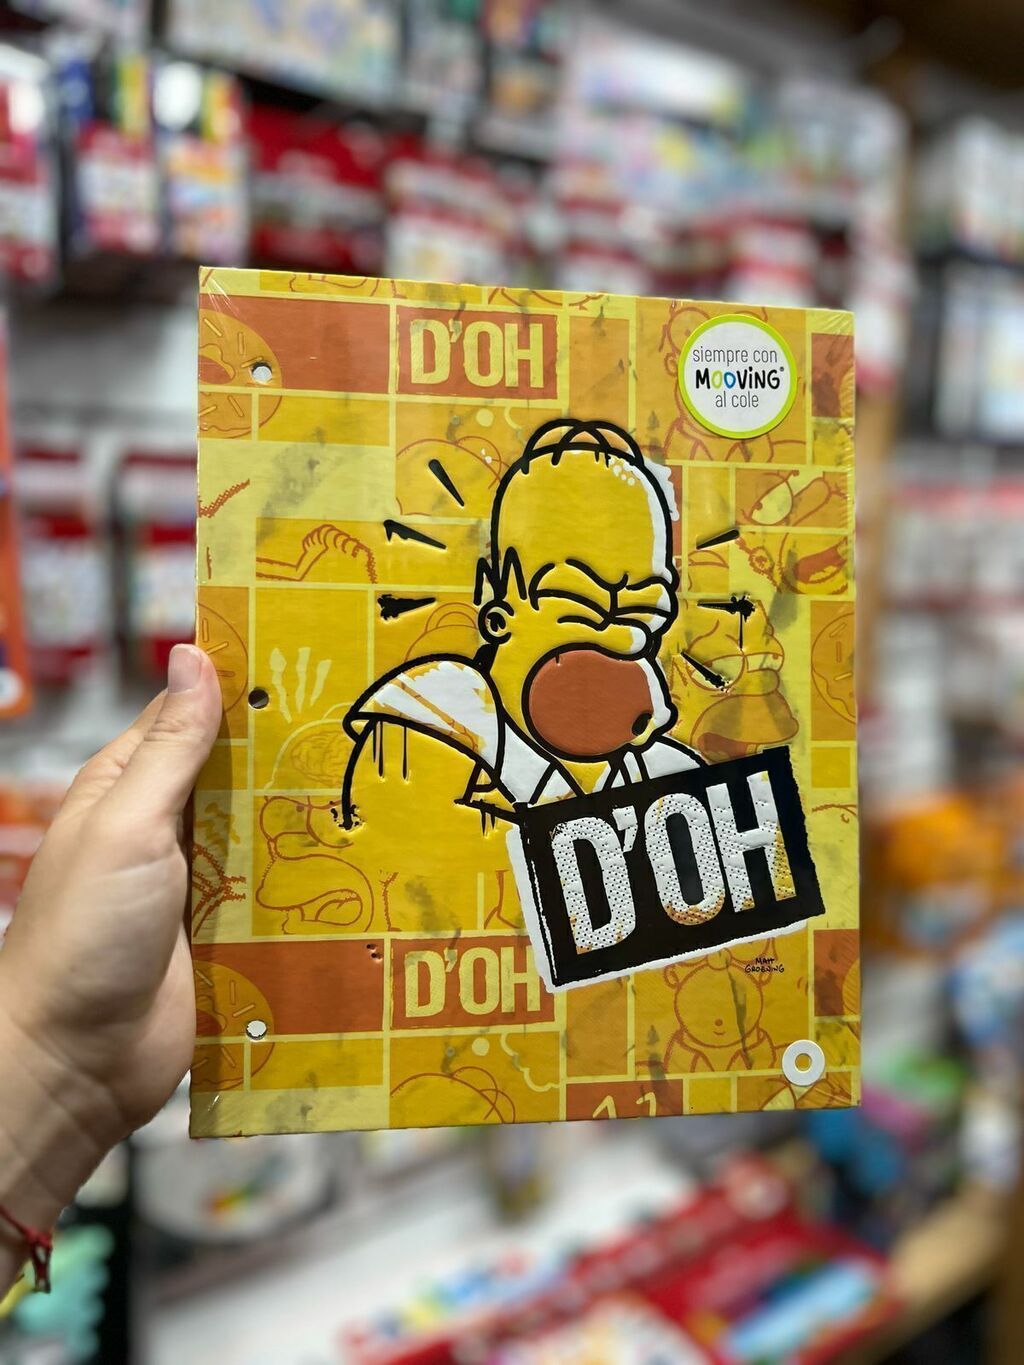 D'OH
siempre con
MOOVING®
al cole
D'OH
MATT
GROENING
D'OH